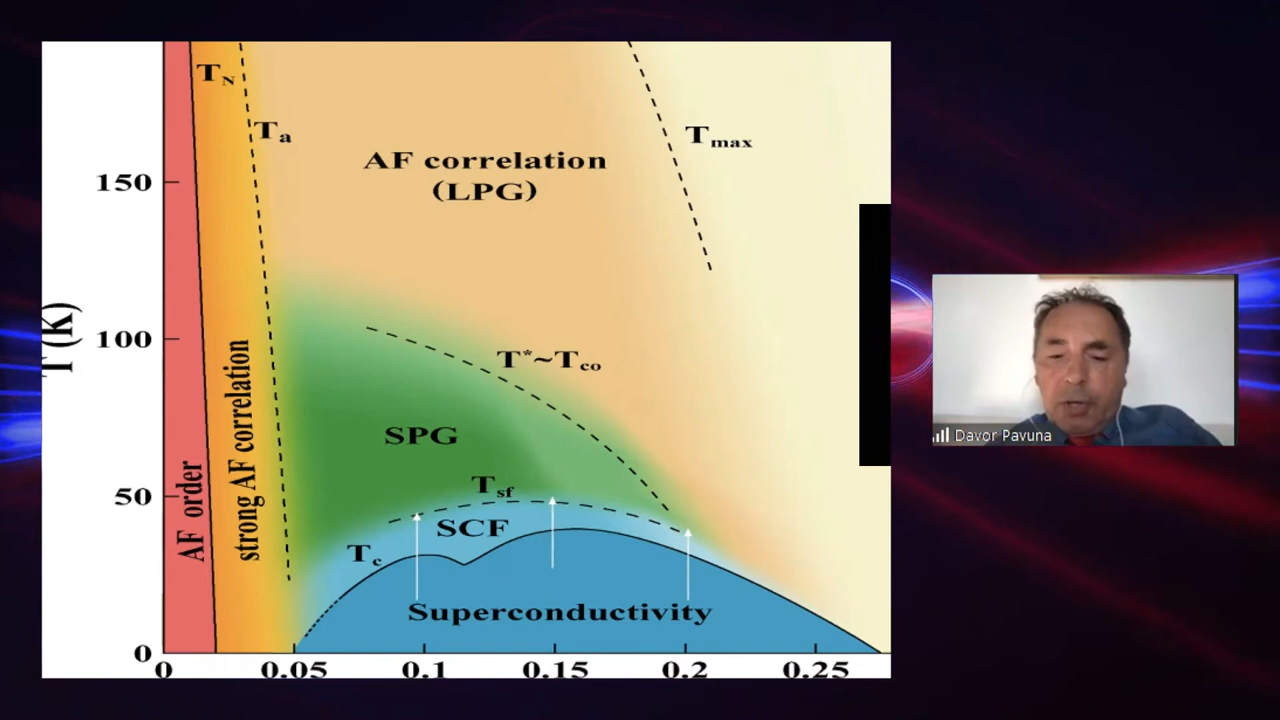 T_N
T_a
T_max
AF correlation
(LPG)
150
T (K)
100
T*~T_co
strong AF correlation
SPG
Davor Pavuna
50
AF order
T_sf
SCF
T_c
Superconductivity
0
0 0.05 0.1 0.15 0.2 0.25